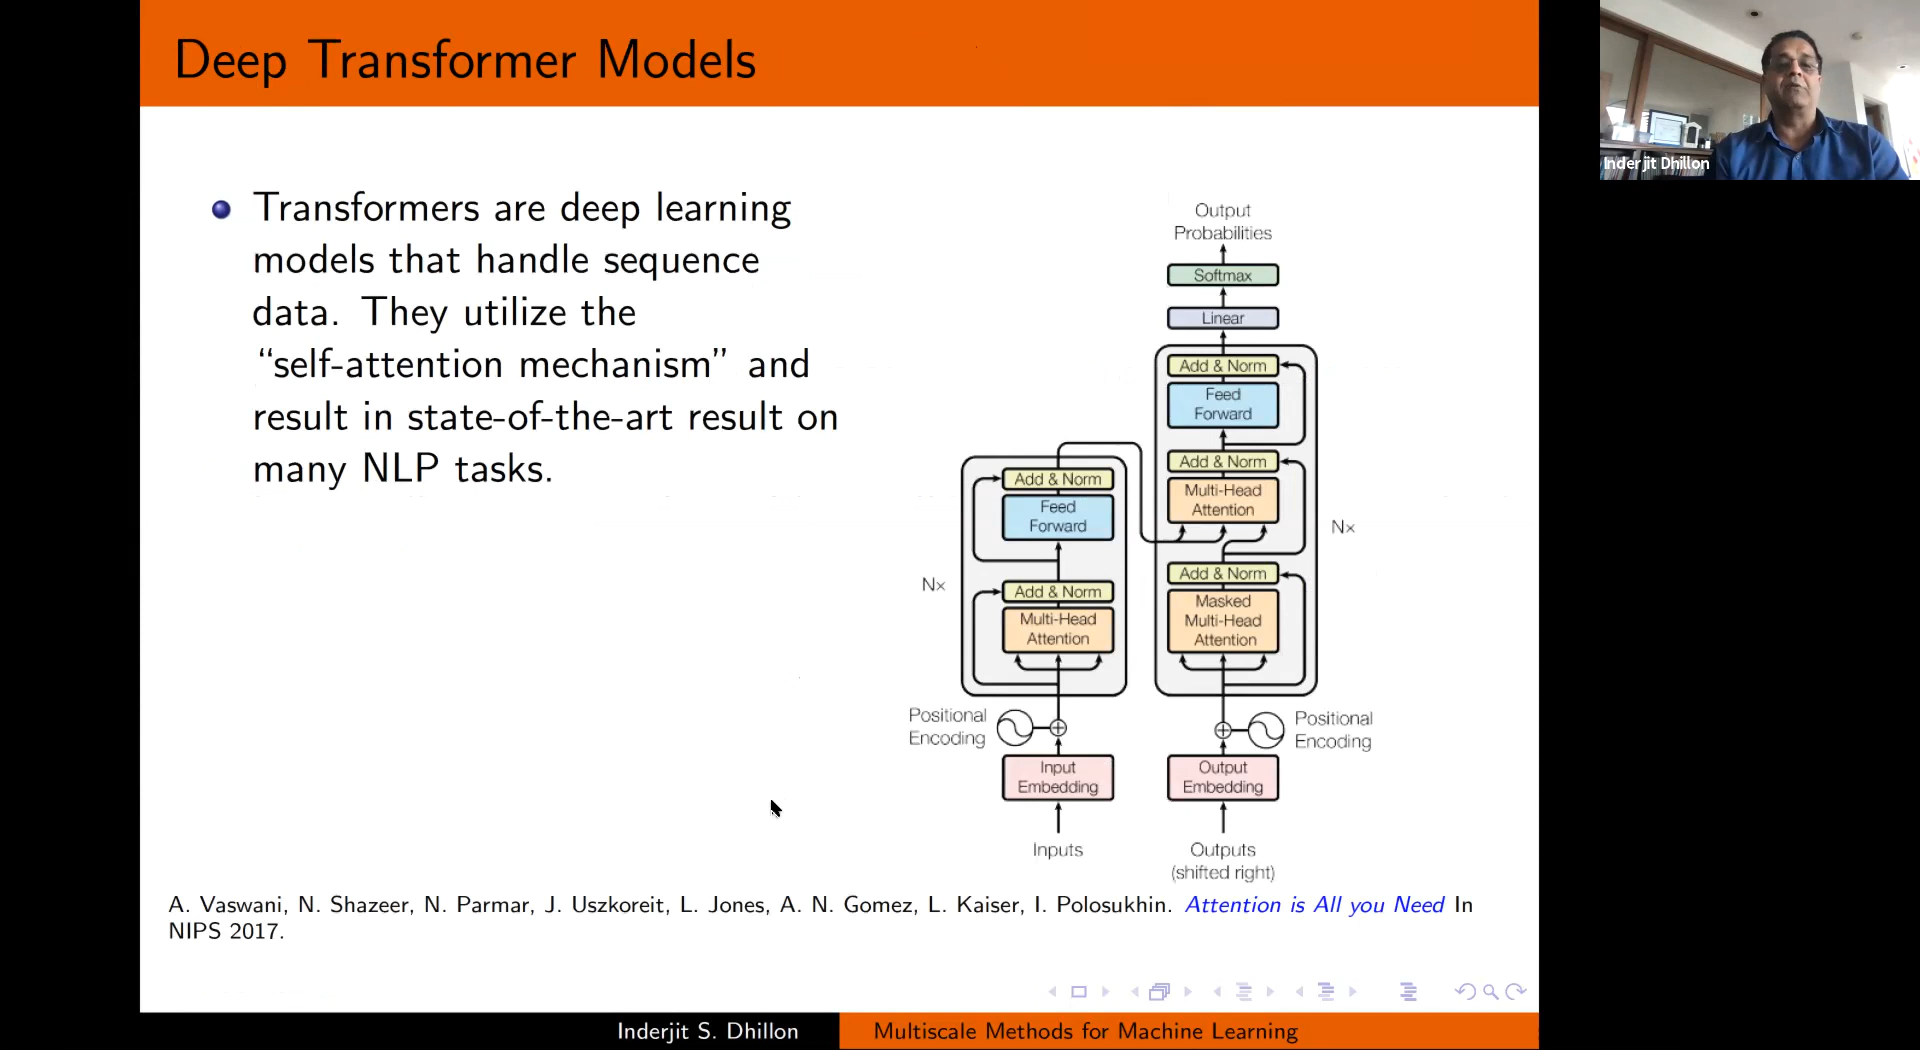 Deep Transformer Models
Inderjit Dhillon
Transformers are deep learning
models that handle sequence
data. They utilize the
“self-attention mechanism” and
result in state-of-the-art result on
many NLP tasks.
Output
Probabilities
Softmax
Linear
Add & Norm
Feed
Forward
Add & Norm
Multi-Head
Attention
Nx
Add & Norm
Masked
Multi-Head
Attention
Add & Norm
Feed
Forward
Nx
Add & Norm
Multi-Head
Attention
Positional
Encoding
Positional
Encoding
Input
Embedding
Output
Embedding
Inputs
Outputs
(shifted right)
A. Vaswani, N. Shazeer, N. Parmar, J. Uszkoreit, L. Jones, A. N. Gomez, L. Kaiser, I. Polosukhin. Attention is All you Need In
NIPS 2017.
Inderjit S. Dhillon
Multiscale Methods for Machine Learning